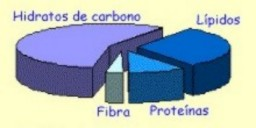 Hidratos de carbono
Lípidos
Fibra
Proteínas